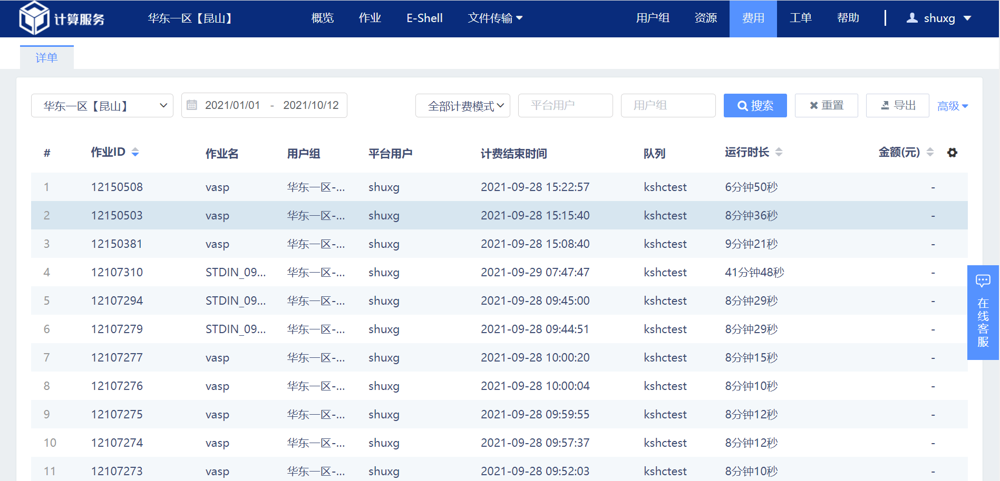 计算服务 华东一区【昆山】 概览 作业 E-Shell 文件传输 用户组 资源 费用 工单 帮助 shuxg
详单
华东一区【昆山】 2021/01/01 - 2021/10/12 全部计费模式 平台用户 用户组 搜索 重置 导出 高级
# 作业ID 作业名 用户组 平台用户 计费结束时间 队列 运行时长 金额(元)
1 12150508 vasp 华东一区-... shuxg 2021-09-28 15:22:57 kshctest 6分钟50秒 -
2 12150503 vasp 华东一区-... shuxg 2021-09-28 15:15:40 kshctest 8分钟36秒 -
3 12150381 vasp 华东一区-... shuxg 2021-09-28 15:08:40 kshctest 9分钟21秒 -
4 12107310 STDIN_09... 华东一区-... shuxg 2021-09-29 07:47:47 kshctest 41分钟48秒 -
5 12107294 STDIN_09... 华东一区-... shuxg 2021-09-28 09:45:00 kshctest 8分钟29秒 -
6 12107279 STDIN_09... 华东一区-... shuxg 2021-09-28 09:44:51 kshctest 8分钟29秒 -
7 12107277 vasp 华东一区-... shuxg 2021-09-28 10:00:20 kshctest 8分钟15秒 -
8 12107276 vasp 华东一区-... shuxg 2021-09-28 10:00:04 kshctest 8分钟10秒 -
9 12107275 vasp 华东一区-... shuxg 2021-09-28 09:59:55 kshctest 8分钟12秒 -
10 12107274 vasp 华东一区-... shuxg 2021-09-28 09:57:37 kshctest 8分钟12秒 -
11 12107273 vasp 华东一区-... shuxg 2021-09-28 09:52:03 kshctest 8分钟10秒 -
在线客服